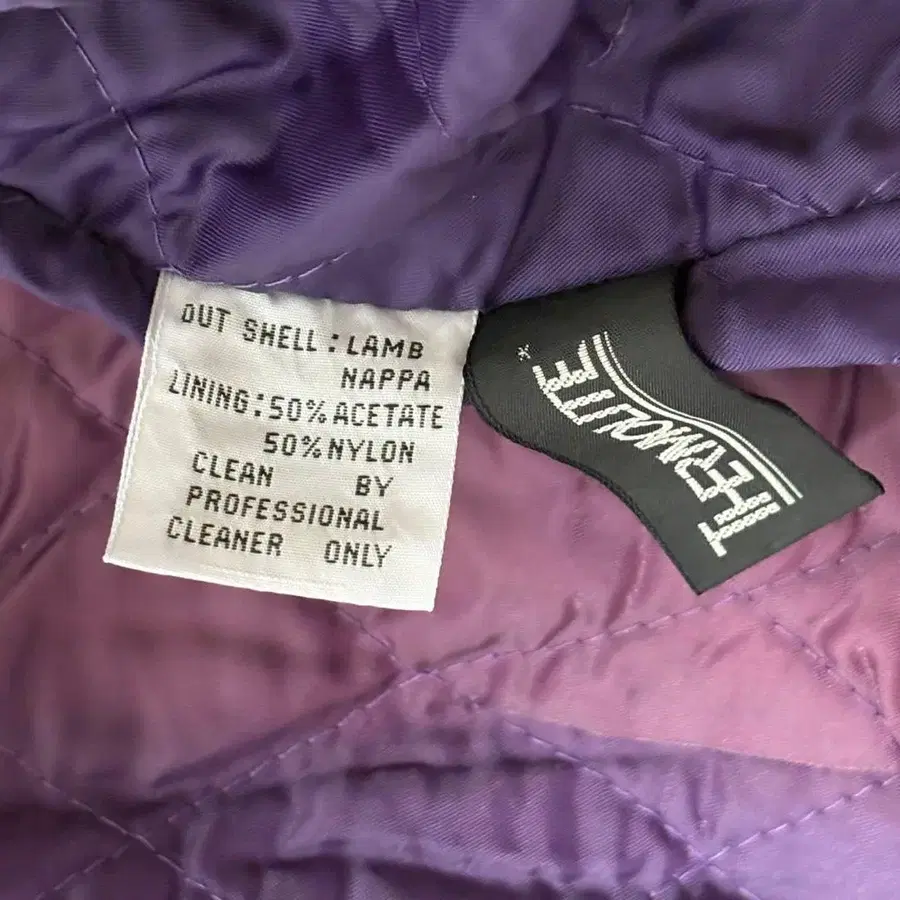 OUT SHELL : LAMB
NAPPA
LINING : 50% ACETATE
50% NYLON
CLEAN BY
PROFESSIONAL
CLEANER ONLY
THERMOLITE